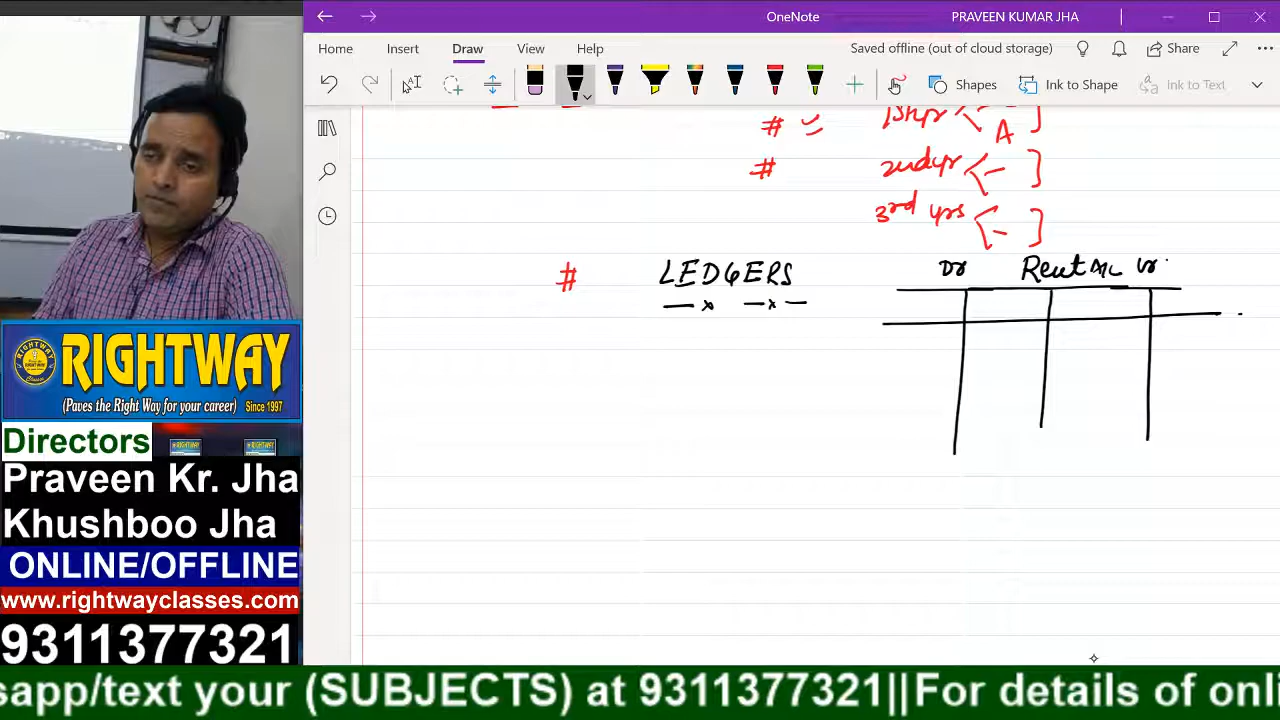 OneNote
PRAVEEN KUMAR JHA
Home Insert Draw View Help
Saved offline (out of cloud storage)
Share
Shapes
Ink to Shape
Ink to Text
# 1st yr A ]
# 2nd yr ]
3rd yrs ]
# LEDGERS
Dr Rent A/c Cr
RIGHTWAY
(Paves the Right Way for your career) Since 1997
Directors
Praveen Kr. Jha
Khushboo Jha
ONLINE/OFFLINE
www.rightwayclasses.com
9311377321
sapp/text your (SUBJECTS) at 9311377321||For details of onli